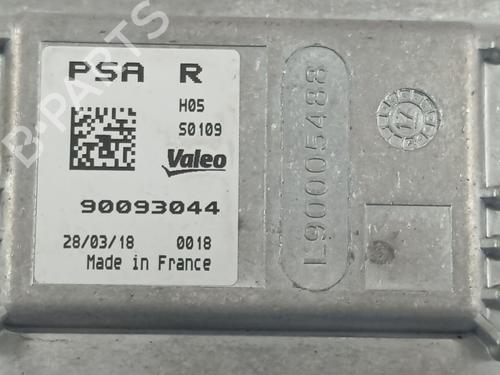 PSA R
H05
S0109
Valeo
90093044
28/03/18 0018
Made in France
L90005488
B-PARTS